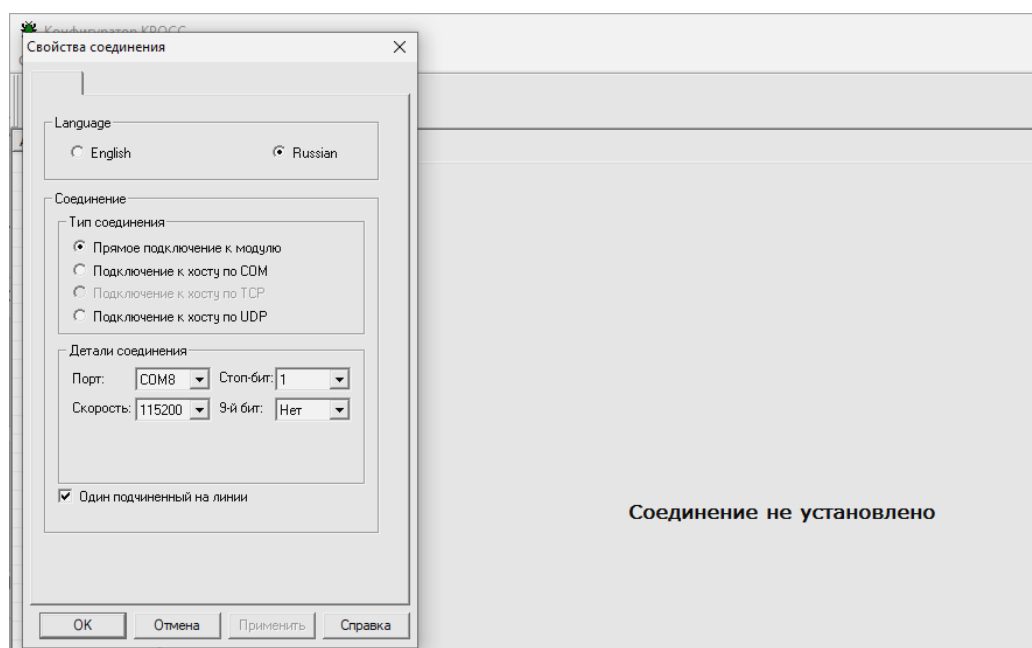 Конфигуратор КРОСС
Свойства соединения
Language
English Russian
Соединение
Тип соединения
Прямое подключение к модулю
Подключение к хосту по COM
Подключение к хосту по TCP
Подключение к хосту по UDP
Детали соединения
Порт: COM8 Стоп-бит: 1
Скорость: 115200 9-й бит: Нет
Один подчиненный на линии
Соединение не установлено
OK Отмена Применить Справка